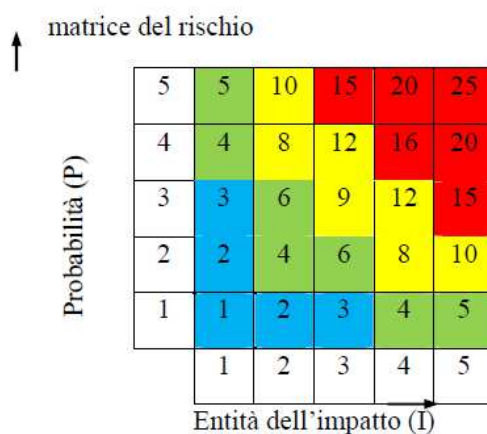 matrice del rischio
Probabilità (P)
5 5 10 15 20 25
4 4 8 12 16 20
3 3 6 9 12 15
2 2 4 6 8 10
1 1 2 3 4 5
1 2 3 4 5
Entità dell'impatto (I)